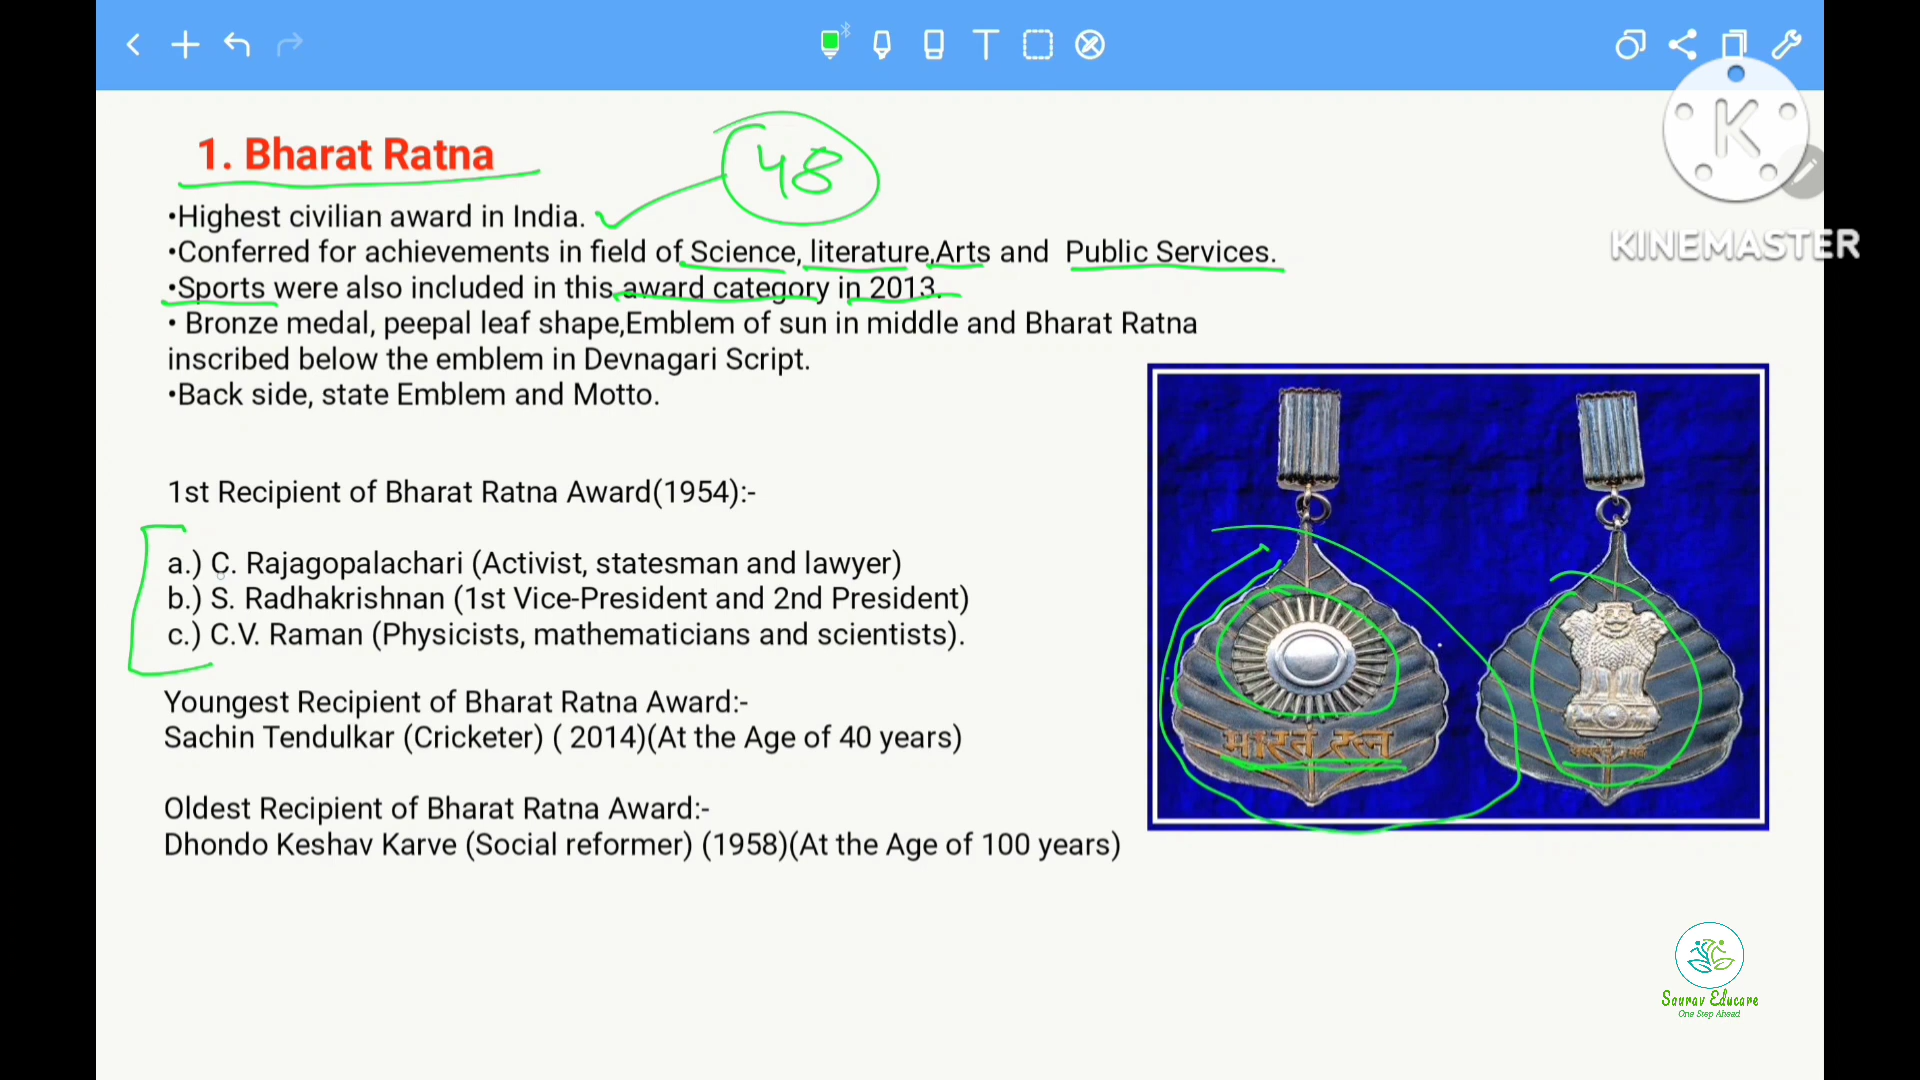 1. Bharat Ratna
48
•Highest civilian award in India.
•Conferred for achievements in field of Science, literature,Arts and Public Services.
•Sports were also included in this award category in 2013.
• Bronze medal, peepal leaf shape,Emblem of sun in middle and Bharat Ratna
inscribed below the emblem in Devnagari Script.
•Back side, state Emblem and Motto.
1st Recipient of Bharat Ratna Award(1954):-
a.) C. Rajagopalachari (Activist, statesman and lawyer)
b.) S. Radhakrishnan (1st Vice-President and 2nd President)
c.) C.V. Raman (Physicists, mathematicians and scientists).
Youngest Recipient of Bharat Ratna Award:-
Sachin Tendulkar (Cricketer) ( 2014)(At the Age of 40 years)
Oldest Recipient of Bharat Ratna Award:-
Dhondo Keshav Karve (Social reformer) (1958)(At the Age of 100 years)
भारत रत्न
K
KINEMASTER
Saurav Educare
One Step Ahead